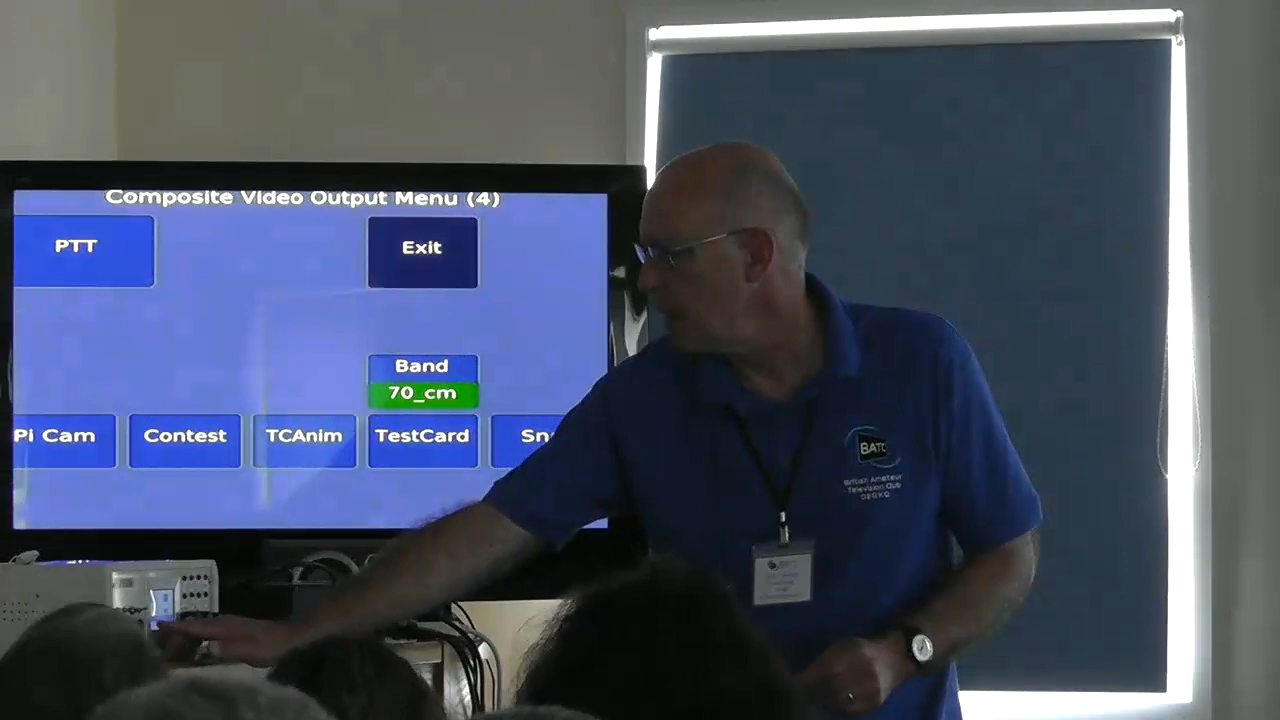 Composite Video Output Menu (4)
PTT
Exit
Band
70_cm
Pi Cam
Contest
TCAnim
TestCard
BATC
British Amateur
Television Club